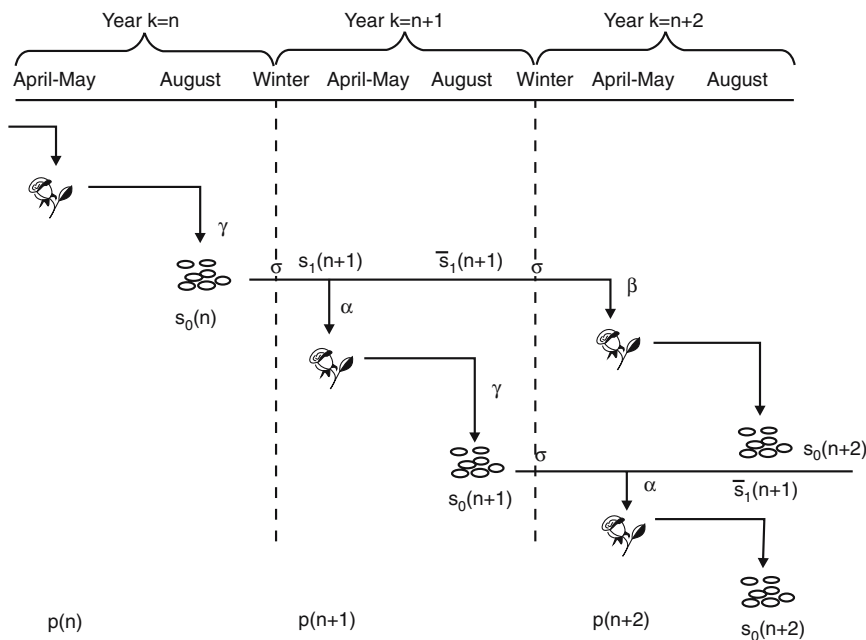 Year k=n Year k=n+1 Year k=n+2
April-May August Winter April-May August Winter April-May August
γ
σ s₁(n+1) s̅₁(n+1) σ
β
α
s₀(n)
γ
σ s₀(n+2)
s₀(n+1) α s̅₁(n+1)
p(n) p(n+1) p(n+2) s₀(n+2)